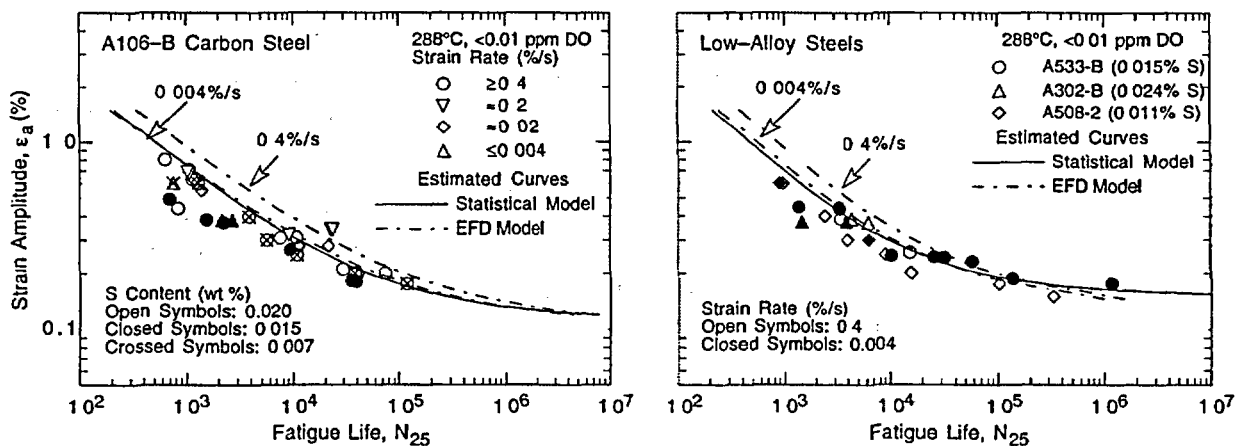 A106–B Carbon Steel
288°C, <0.01 ppm DO
Strain Rate (%/s)
≥0 4
≈0 2
≈0 02
≤0 004
Estimated Curves
Statistical Model
EFD Model
0 004%/s
0 4%/s
S Content (wt %)
Open Symbols: 0.020
Closed Symbols: 0 015
Crossed Symbols: 0 007
Strain Amplitude, εa (%)
1 0
0.1
10² 10³ 10⁴ 10⁵ 10⁶ 10⁷
Fatigue Life, N25
Low–Alloy Steels
288°C, <0 01 ppm DO
A533-B (0 015% S)
A302-B (0 024% S)
A508-2 (0 011% S)
Estimated Curves
Statistical Model
EFD Model
0 004%/s
0 4%/s
Strain Rate (%/s)
Open Symbols: 0 4
Closed Symbols: 0.004
10² 10³ 10⁴ 10⁵ 10⁶ 10⁷
Fatigue Life, N25